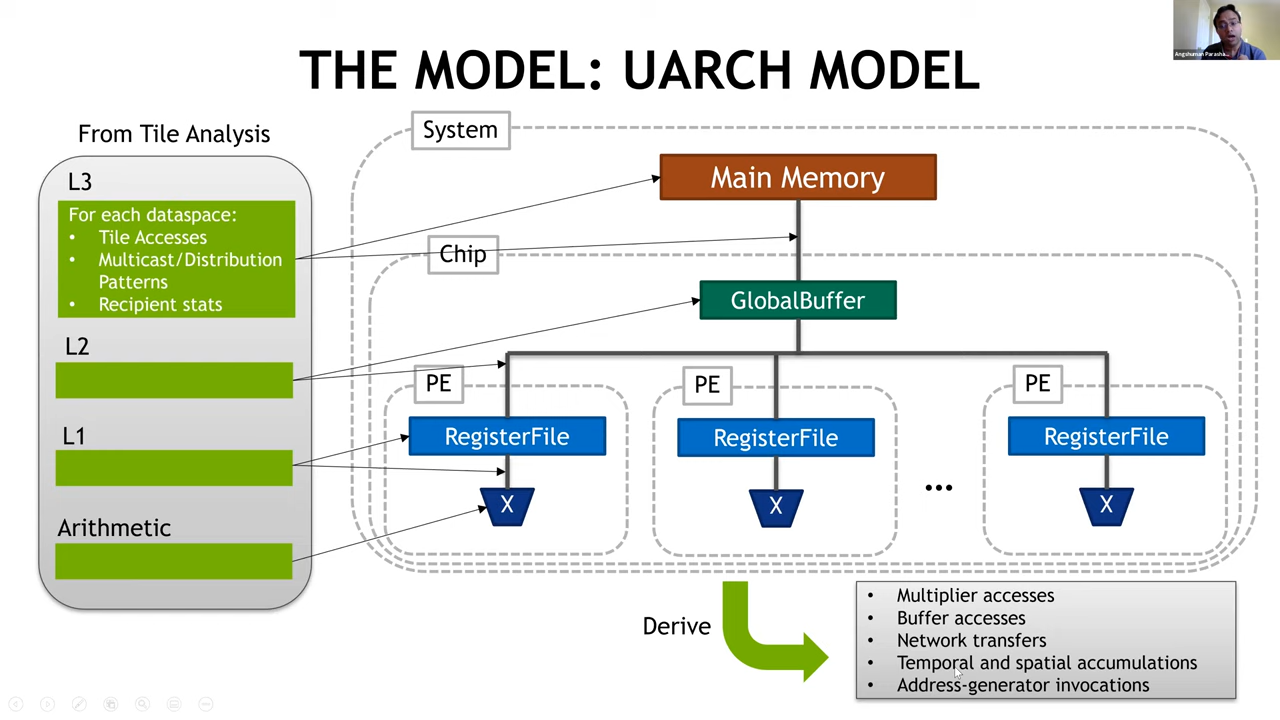 THE MODEL: UARCH MODEL
Angshuman Parasha...
From Tile Analysis
L3
For each dataspace:
• Tile Accesses
• Multicast/Distribution
Patterns
• Recipient stats
L2
L1
Arithmetic
System
Main Memory
Chip
GlobalBuffer
PE
PE
PE
RegisterFile
RegisterFile
RegisterFile
X
X
...
X
Derive
• Multiplier accesses
• Buffer accesses
• Network transfers
• Temporal and spatial accumulations
• Address-generator invocations